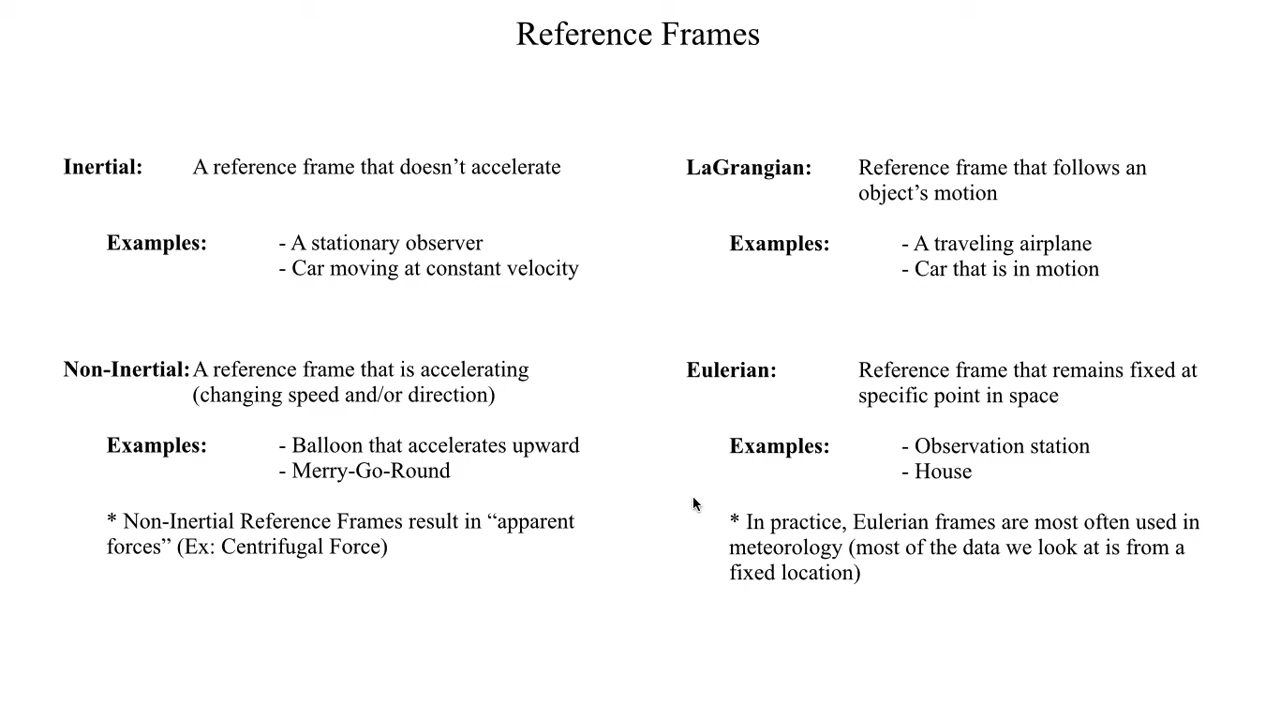 Reference Frames
Inertial: A reference frame that doesn’t accelerate
Examples: - A stationary observer
- Car moving at constant velocity
Non-Inertial: A reference frame that is accelerating
(changing speed and/or direction)
Examples: - Balloon that accelerates upward
- Merry-Go-Round
* Non-Inertial Reference Frames result in “apparent
forces” (Ex: Centrifugal Force)
LaGrangian: Reference frame that follows an
object’s motion
Examples: - A traveling airplane
- Car that is in motion
Eulerian: Reference frame that remains fixed at
specific point in space
Examples: - Observation station
- House
* In practice, Eulerian frames are most often used in
meteorology (most of the data we look at is from a
fixed location)